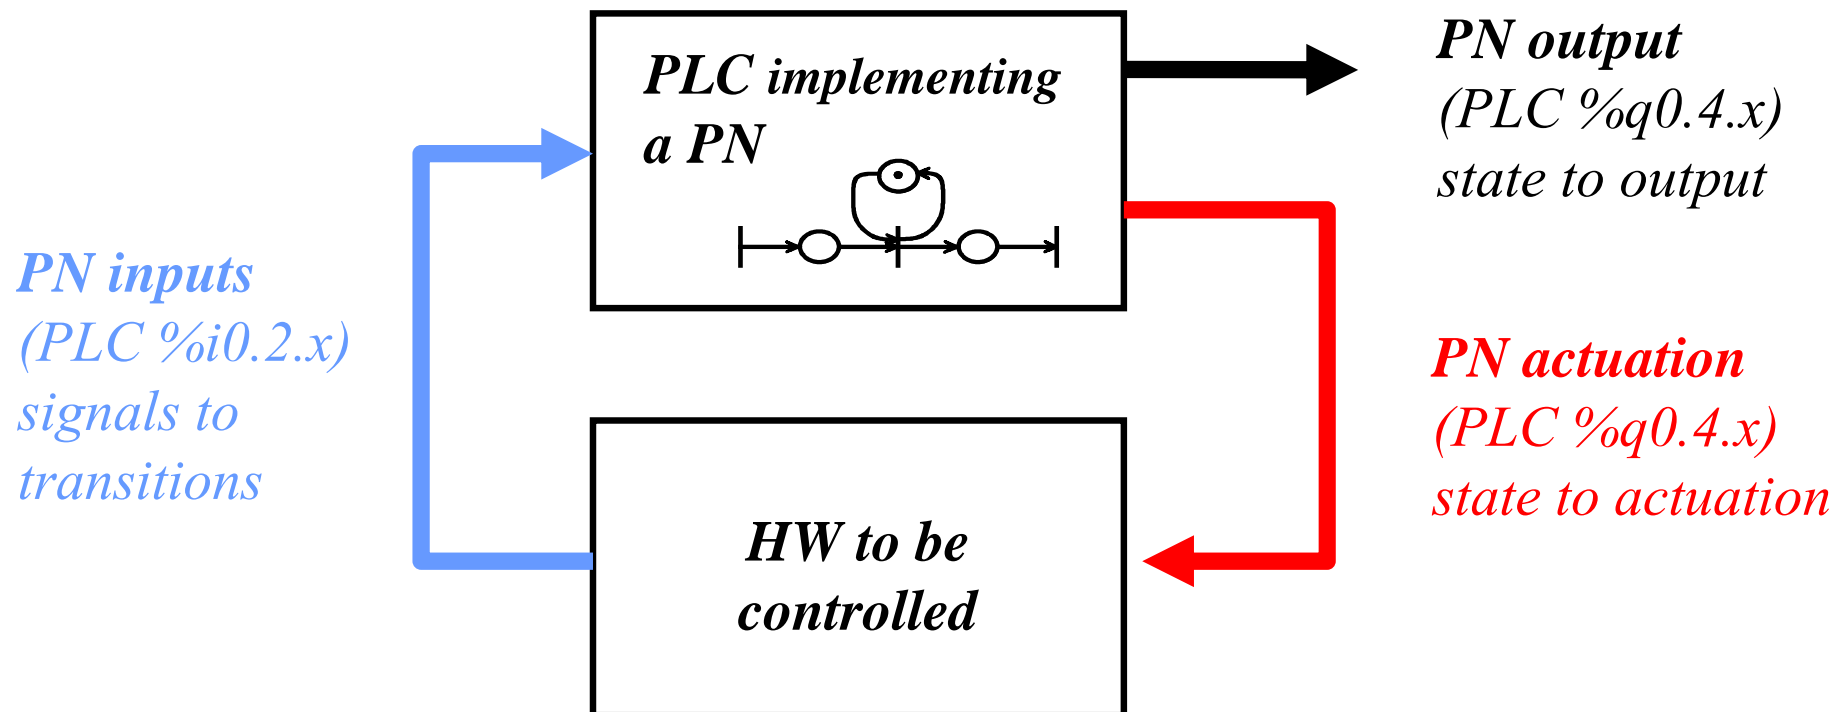 PLC implementing
a PN
PN output
(PLC %q0.4.x)
state to output
PN inputs
(PLC %i0.2.x)
signals to
transitions
PN actuation
(PLC %q0.4.x)
state to actuation
HW to be
controlled